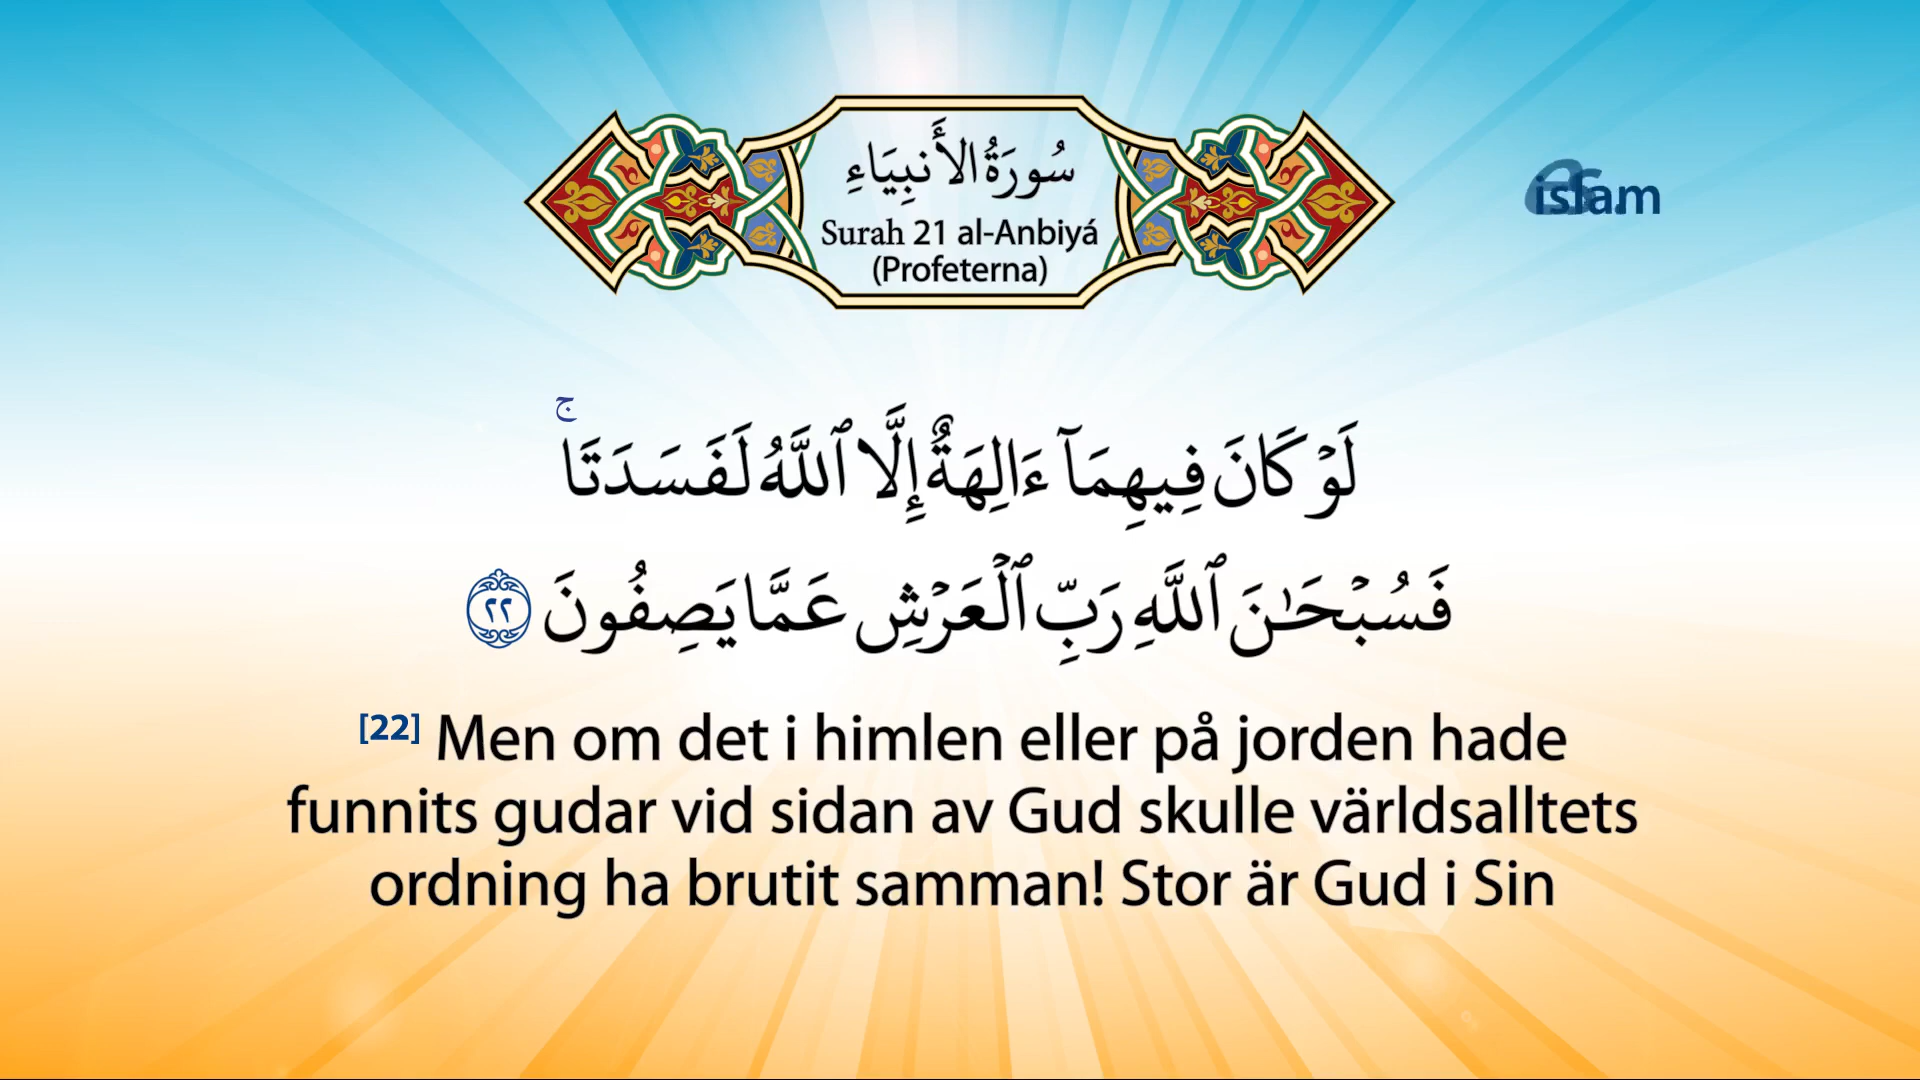 سُورَةُ الأَنبِيَاءِ
Surah 21 al-Anbiyá
(Profeterna)
islam
لَوْ كَانَ فِيهِمَآ ءَالِهَةٌ إِلَّا ٱللَّهُ لَفَسَدَتَا ۚ
فَسُبْحَـٰنَ ٱللَّهِ رَبِّ ٱلْعَرْشِ عَمَّا يَصِفُونَ ٢٢
[22] Men om det i himlen eller på jorden hade
funnits gudar vid sidan av Gud skulle världsalltets
ordning ha brutit samman! Stor är Gud i Sin